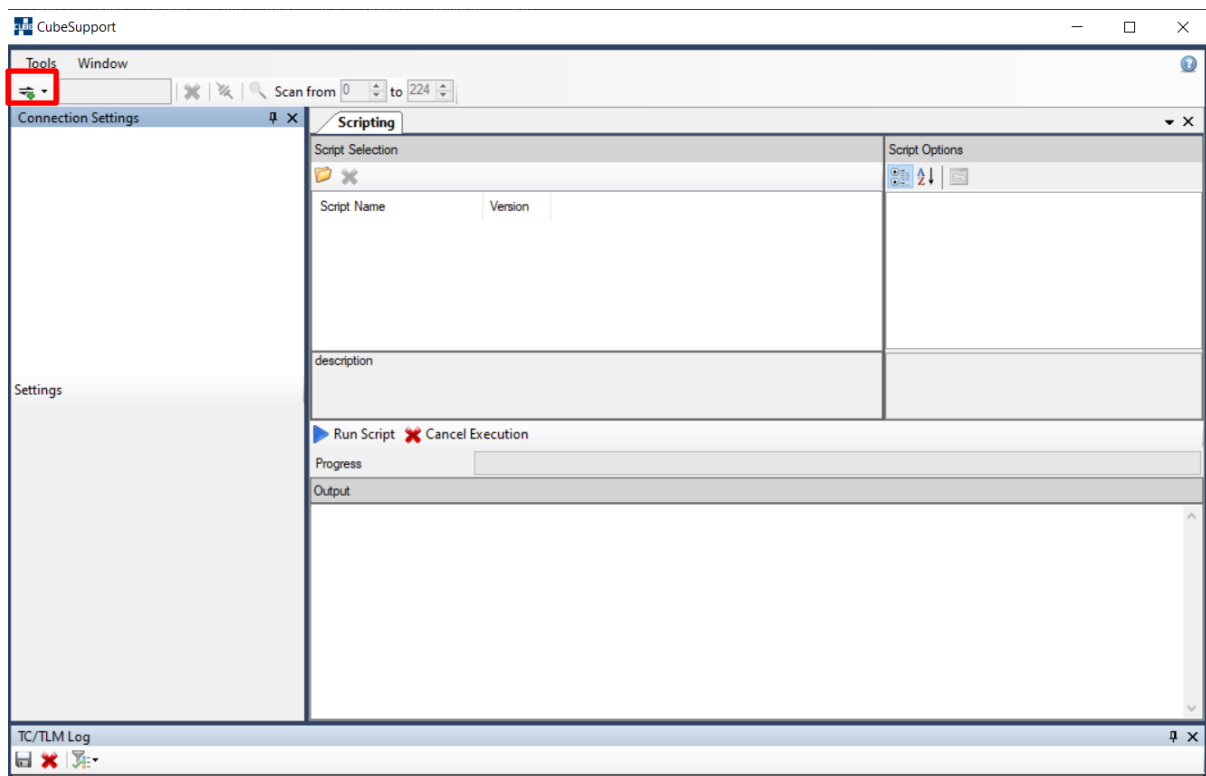 CUBE CubeSupport
Tools Window
Scan from 0 to 224
Connection Settings
Scripting
Script Selection
Script Options
Script Name Version
description
Settings
Run Script Cancel Execution
Progress
Output
TC/TLM Log